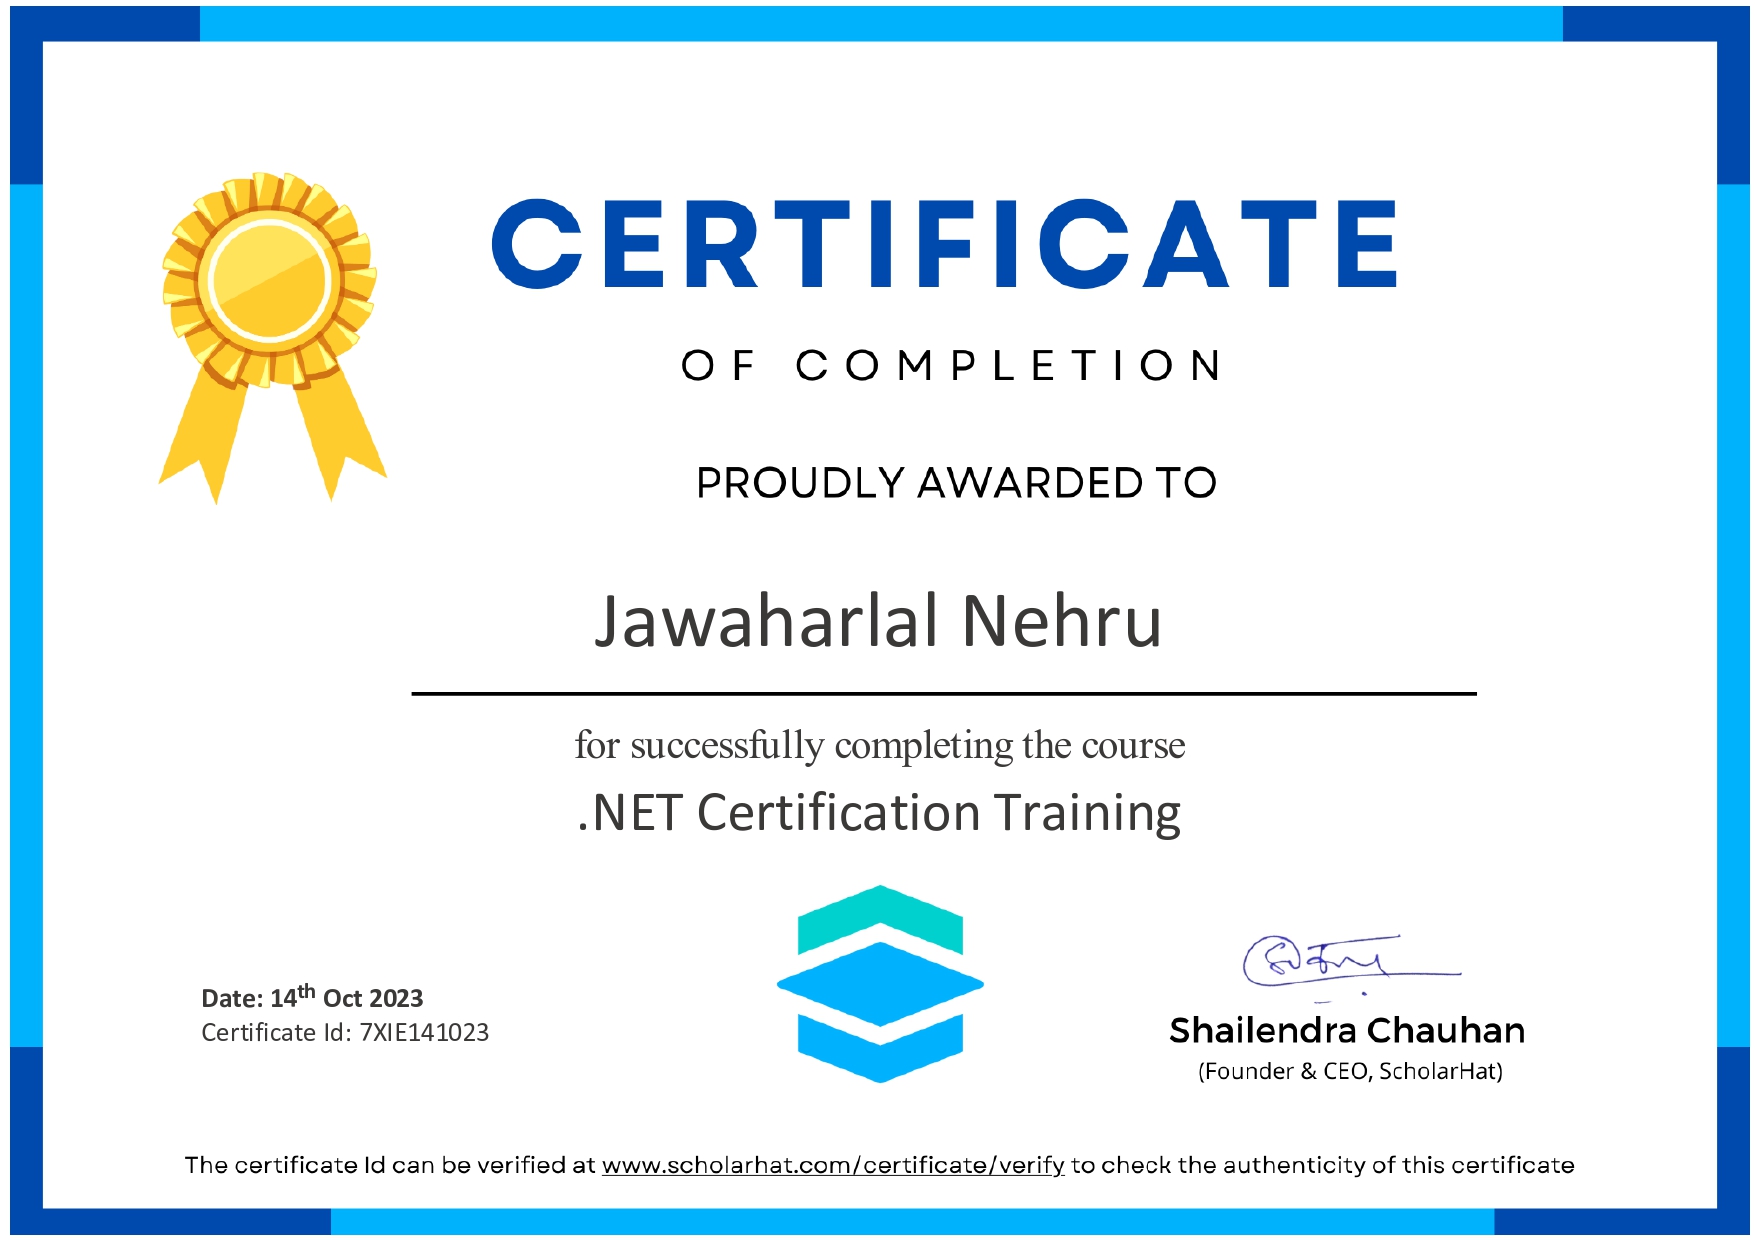 CERTIFICATE
OF COMPLETION
PROUDLY AWARDED TO
Jawaharlal Nehru
for successfully completing the course
.NET Certification Training
Date: 14th Oct 2023
Certificate Id: 7XIE141023
Shailendra Chauhan
(Founder & CEO, ScholarHat)
The certificate Id can be verified at www.scholarhat.com/certificate/verify to check the authenticity of this certificate